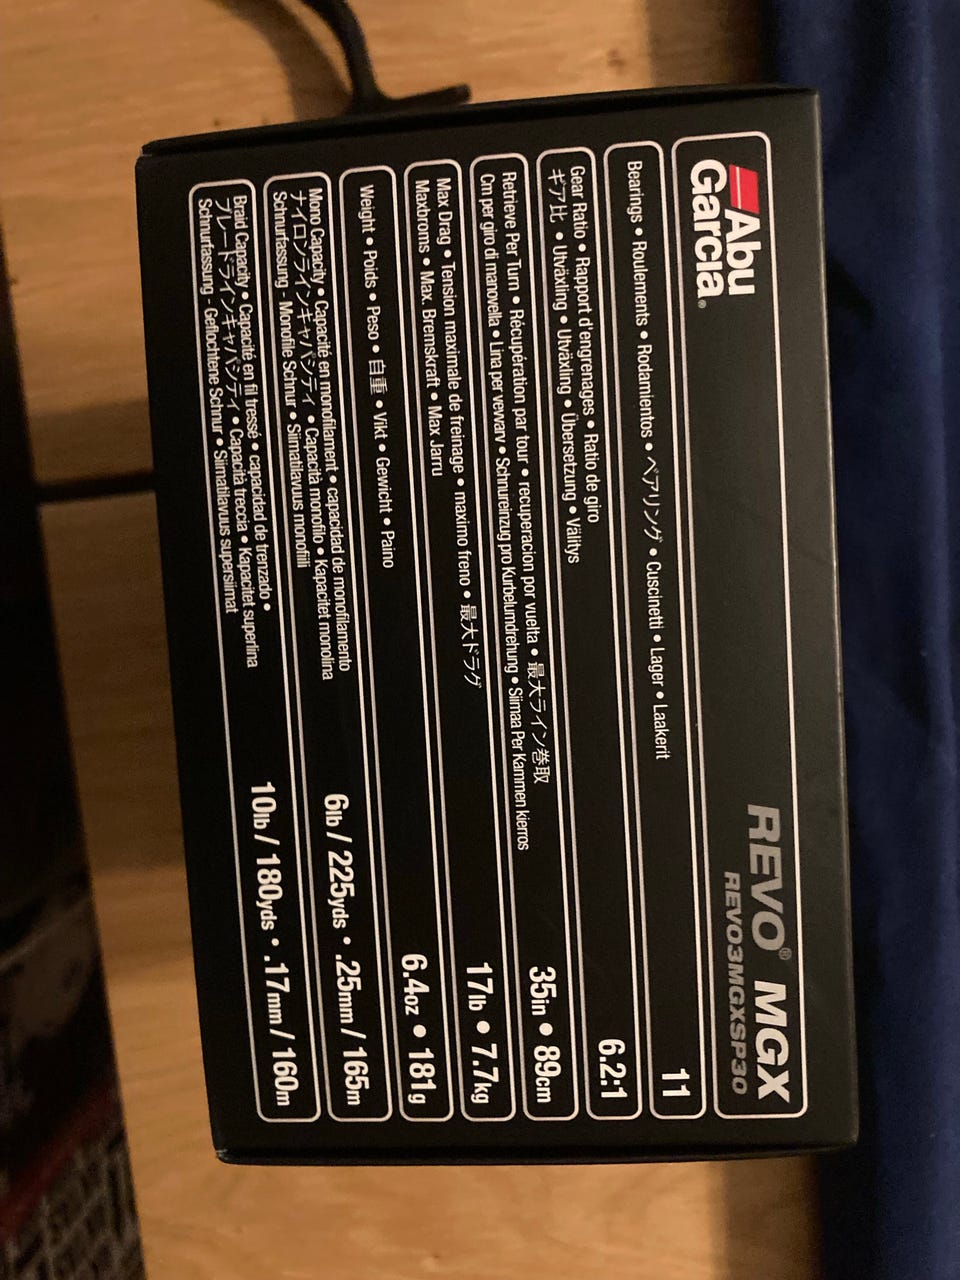 Abu
Garcia®
REVO® MGX
REVO3MGXSP30
Bearings • Roulements • Rodamientos • ベアリング • Cuscinetti • Lager • Laakerit
11
Gear Ratio • Rapport d'engrenages • Ratio de giro
ギア比 • Utväxling • Utväxling • Übersetzung • Välitys
6.2:1
Retrieve Per Turn • Récupération par tour • recuperacion por vuelta • 最大ライン巻取
Cm per giro di manovella • Lina per vevvarv • Schnureinzug pro Kurbelumdrehung • Siimaa Per Kammen kierros
35in • 89cm
Max Drag • Tension maximale de freinage • maximo freno • 最大ドラグ
Maxbroms • Max. Bremskraft • Max Jarru
17lb • 7.7kg
Weight • Poids • Peso • 自重 • Vikt • Gewicht • Paino
6.4oz • 181g
Mono Capacity • Capacité en monofilament • capacidad de monofilamento
ナイロンラインキャパシティ • Capacità monofilo • Kapacitet monolina
Schnurfassung - Monofile Schnur • Siimatilavuus monofiili
6lb / 225yds • .25mm / 165m
Braid Capacity • Capacité en fil tressé • capacidad de trenzado •
ブレードラインキャパシティ • Capacità treccia • Kapacitet superlina
Schnurfassung - Geflochtene Schnur • Siimatilavuus supersiimat
10lb / 180yds • .17mm / 160m